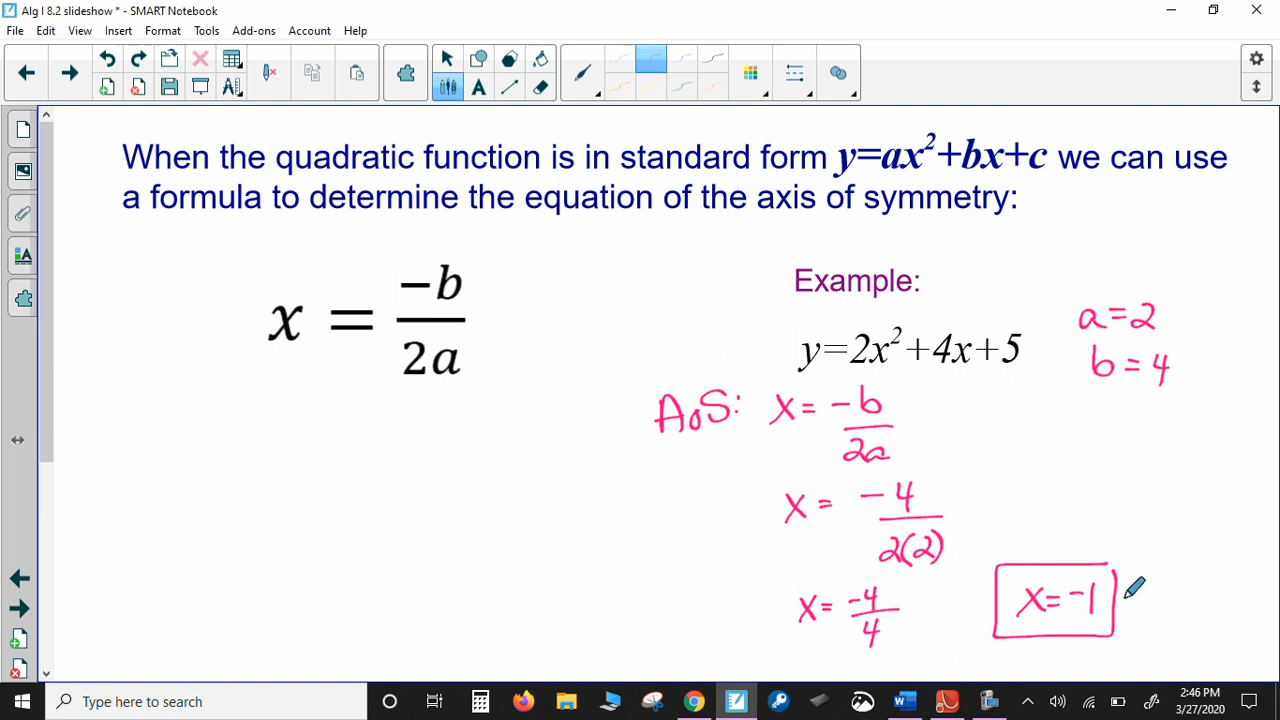 Alg I 8.2 slideshow * - SMART Notebook
File Edit View Insert Format Tools Add-ons Account Help
When the quadratic function is in standard form y=ax²+bx+c we can use
a formula to determine the equation of the axis of symmetry:
x = -b/2a
Example:
y=2x²+4x+5
a=2
b=4
AoS: x= -b/2a
x= -4/2(2)
x= -4/4
x=-1
Type here to search
2:46 PM
3/27/2020